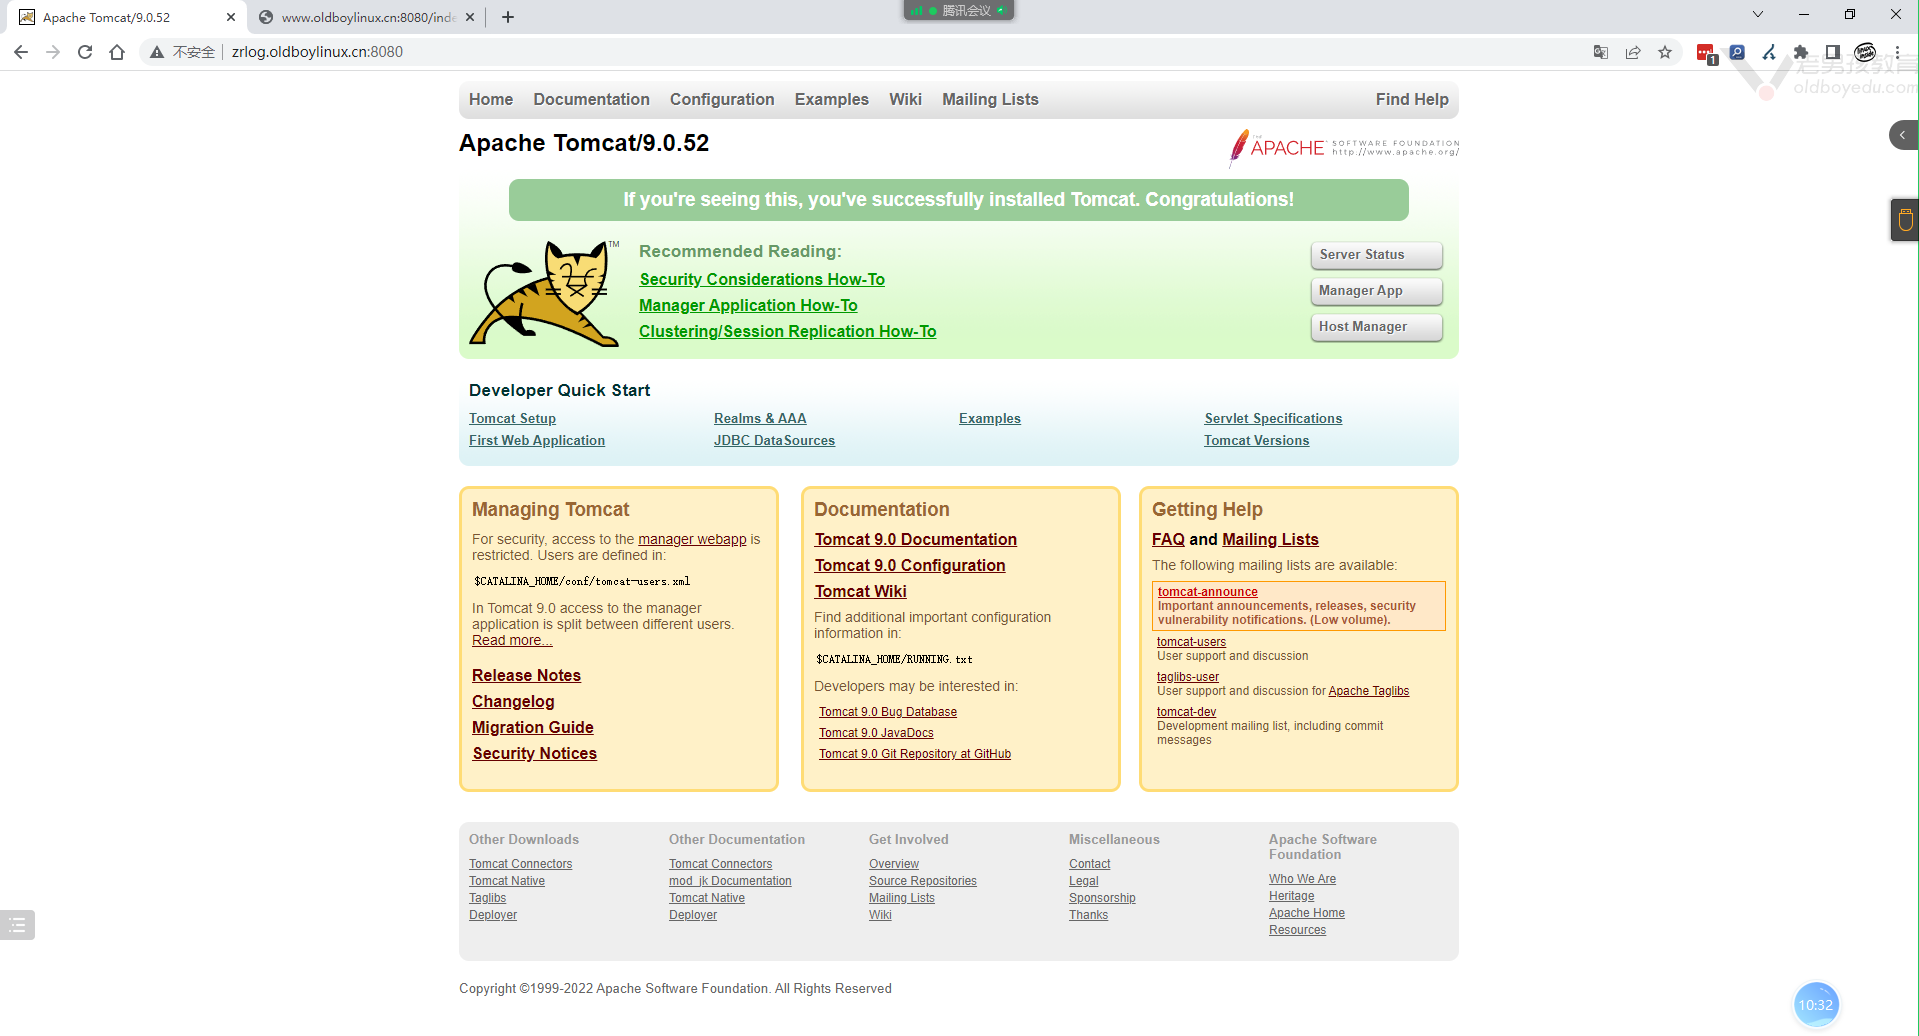 Apache Tomcat/9.0.52
www.oldboylinux.cn:8080/inde
腾讯会议
不安全
zrlog.oldboylinux.cn:8080
1
老男孩教育
oldboyedu.com
Home Documentation Configuration Examples Wiki Mailing Lists Find Help
Apache Tomcat/9.0.52
THE
APACHE SOFTWARE FOUNDATION
http://www.apache.org/
If you're seeing this, you've successfully installed Tomcat. Congratulations!
TM
Recommended Reading:
Security Considerations How-To
Manager Application How-To
Clustering/Session Replication How-To
Server Status
Manager App
Host Manager
Developer Quick Start
Tomcat Setup
First Web Application
Realms & AAA
JDBC DataSources
Examples
Servlet Specifications
Tomcat Versions
Managing Tomcat
For security, access to the manager webapp is
restricted. Users are defined in:
$CATALINA_HOME/conf/tomcat-users.xml
In Tomcat 9.0 access to the manager
application is split between different users.
Read more...
Release Notes
Changelog
Migration Guide
Security Notices
Documentation
Tomcat 9.0 Documentation
Tomcat 9.0 Configuration
Tomcat Wiki
Find additional important configuration
information in:
$CATALINA_HOME/RUNNING.txt
Developers may be interested in:
Tomcat 9.0 Bug Database
Tomcat 9.0 JavaDocs
Tomcat 9.0 Git Repository at GitHub
Getting Help
FAQ and Mailing Lists
The following mailing lists are available:
tomcat-announce
Important announcements, releases, security
vulnerability notifications. (Low volume).
tomcat-users
User support and discussion
taglibs-user
User support and discussion for Apache Taglibs
tomcat-dev
Development mailing list, including commit
messages
Other Downloads
Tomcat Connectors
Tomcat Native
Taglibs
Deployer
Other Documentation
Tomcat Connectors
mod_jk Documentation
Tomcat Native
Deployer
Get Involved
Overview
Source Repositories
Mailing Lists
Wiki
Miscellaneous
Contact
Legal
Sponsorship
Thanks
Apache Software
Foundation
Who We Are
Heritage
Apache Home
Resources
Copyright ©1999-2022 Apache Software Foundation. All Rights Reserved
10:32